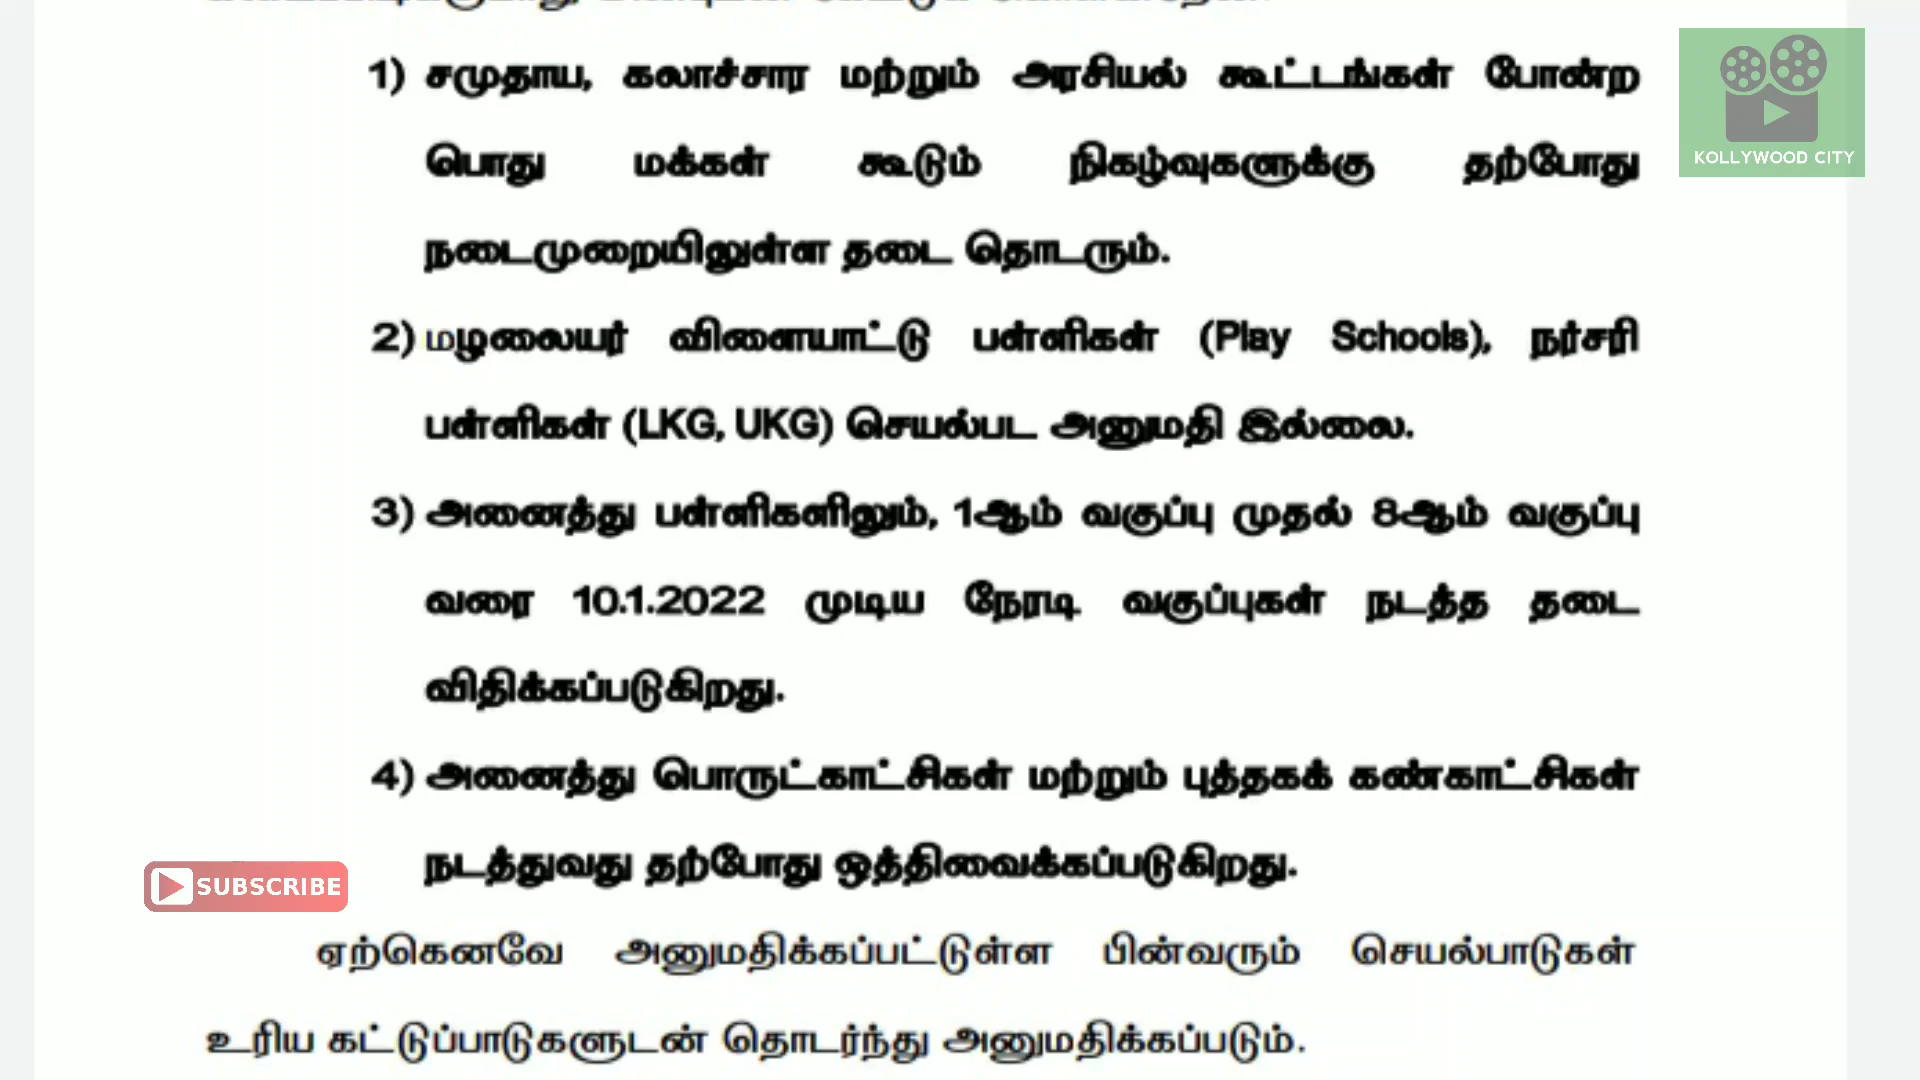 1) சமுதாய, கலாச்சார மற்றும் அரசியல் கூட்டங்கள் போன்ற
பொது மக்கள் கூடும் நிகழ்வுகளுக்கு தற்போது
நடைமுறையிலுள்ள தடை தொடரும்.
2) மழலையர் விளையாட்டு பள்ளிகள் (Play Schools), நர்சரி
பள்ளிகள் (LKG, UKG) செயல்பட அனுமதி இல்லை.
3) அனைத்து பள்ளிகளிலும், 1ஆம் வகுப்பு முதல் 8ஆம் வகுப்பு
வரை 10.1.2022 முடிய நேரடி வகுப்புகள் நடத்த தடை
விதிக்கப்படுகிறது.
4) அனைத்து பொருட்காட்சிகள் மற்றும் புத்தகக் கண்காட்சிகள்
நடத்துவது தற்போது ஒத்திவைக்கப்படுகிறது.
ஏற்கெனவே அனுமதிக்கப்பட்டுள்ள பின்வரும் செயல்பாடுகள்
உரிய கட்டுப்பாடுகளுடன் தொடர்ந்து அனுமதிக்கப்படும்.
KOLLYWOOD CITY
SUBSCRIBE